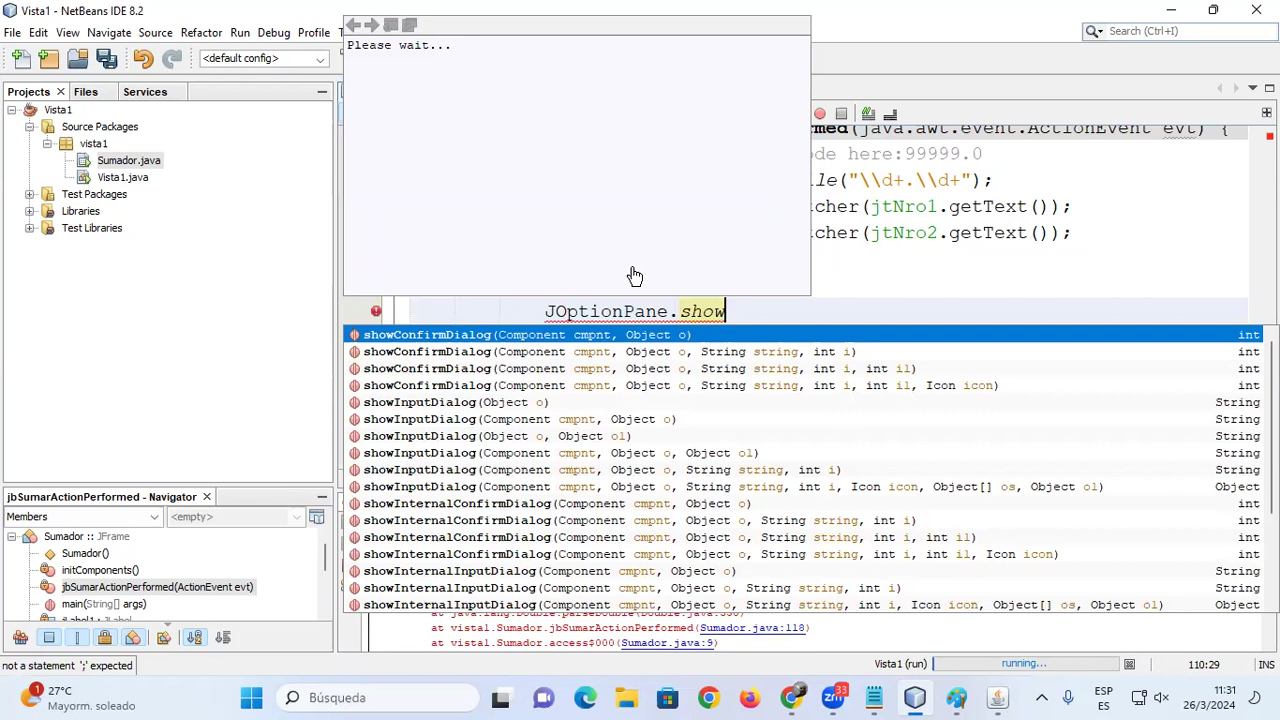 Vista1 - NetBeans IDE 8.2
File Edit View Navigate Source Refactor Run Debug Profile
Search (Ctrl+I)
<default config>
Please wait...
Projects Files Services
Vista1
Source Packages
vista1
Sumador.java
Vista1.java
Test Packages
Libraries
Test Libraries
rmed(java.awt.event.ActionEvent evt) {
ode here:99999.0
ile("\\d+.\\d+");
cher(jtNro1.getText());
cher(jtNro2.getText());
JOptionPane.show
showConfirmDialog(Component cmpnt, Object o) int
showConfirmDialog(Component cmpnt, Object o, String string, int i) int
showConfirmDialog(Component cmpnt, Object o, String string, int i, int i1) int
showConfirmDialog(Component cmpnt, Object o, String string, int i, int i1, Icon icon) int
showInputDialog(Object o) String
showInputDialog(Component cmpnt, Object o) String
showInputDialog(Object o, Object o1) String
showInputDialog(Component cmpnt, Object o, Object o1) String
showInputDialog(Component cmpnt, Object o, String string, int i) String
showInputDialog(Component cmpnt, Object o, String string, int i, Icon icon, Object[] os, Object o1) Object
showInternalConfirmDialog(Component cmpnt, Object o) int
showInternalConfirmDialog(Component cmpnt, Object o, String string, int i) int
showInternalConfirmDialog(Component cmpnt, Object o, String string, int i, int i1) int
showInternalConfirmDialog(Component cmpnt, Object o, String string, int i, int i1, Icon icon) int
showInternalInputDialog(Component cmpnt, Object o) String
showInternalInputDialog(Component cmpnt, Object o, String string, int i) String
showInternalInputDialog(Component cmpnt, Object o, String string, int i, Icon icon, Object[] os, Object o1) Object
jbSumarActionPerformed - Navigator
Members <empty>
Sumador :: JFrame
Sumador()
initComponents()
jbSumarActionPerformed(ActionEvent evt)
main(String[] args)
at vista1.Sumador.jbSumarActionPerformed(Sumador.java:118)
at vista1.Sumador.access$000(Sumador.java:9)
not a statement ';' expected
Vista1 (run) running... 110:29 INS
27°C
Mayorm. soleado
Búsqueda
33
ESP
ES
11:31
26/3/2024